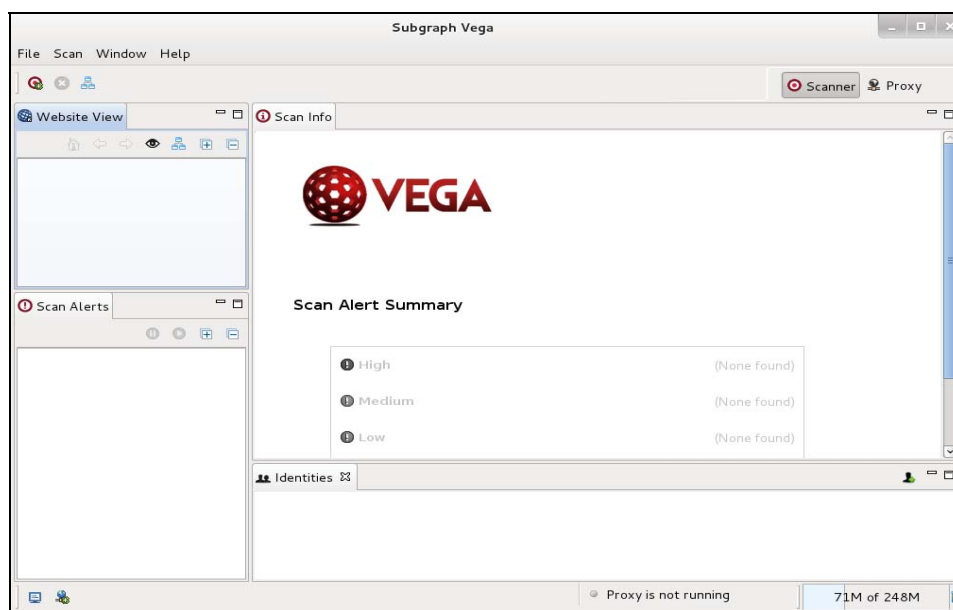 Subgraph Vega
File Scan Window Help
Scanner Proxy
Website View
Scan Info
VEGA
Scan Alerts
Scan Alert Summary
High (None found)
Medium (None found)
Low (None found)
Identities
Proxy is not running
71M of 248M